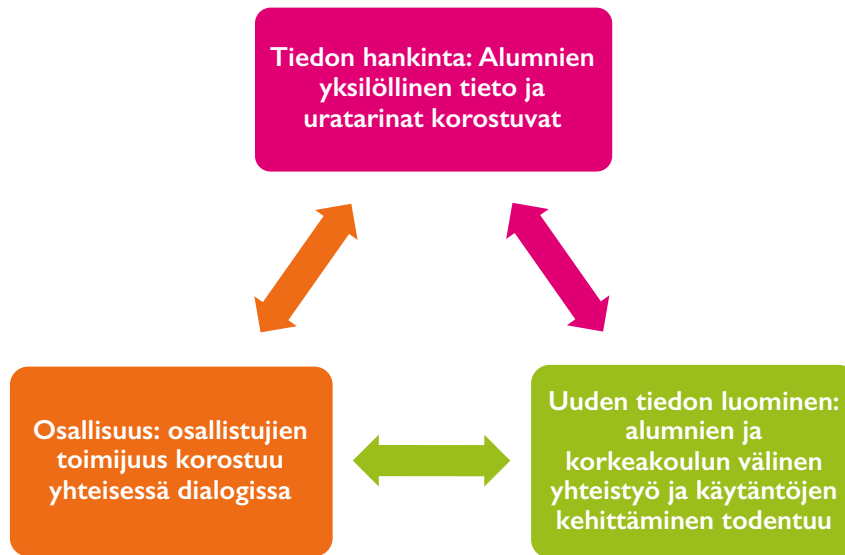 Tiedon hankinta: Alumnien
yksilöllinen tieto ja
uratarinat korostuvat
Osallisuus: osallistujien
toimijuus korostuu
yhteisessä dialogissa
Uuden tiedon luominen:
alumnien ja
korkeakoulun välinen
yhteistyö ja käytäntöjen
kehittäminen todentuu